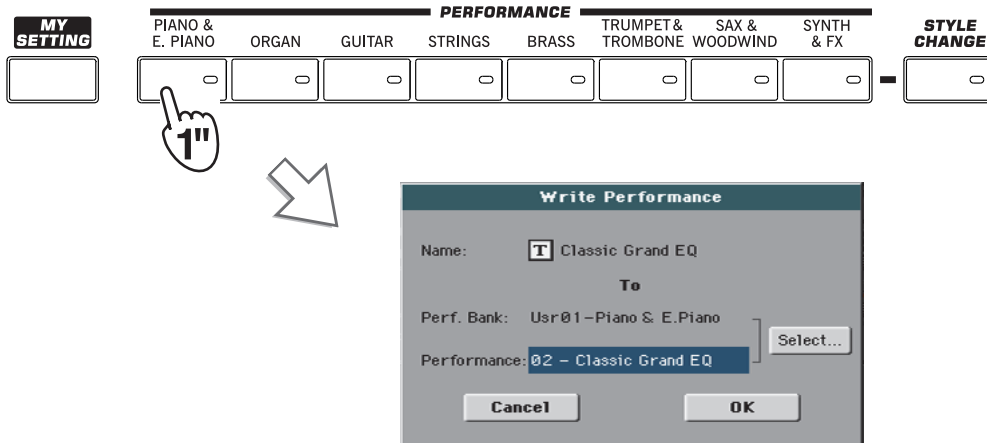 PERFORMANCE
MY SETTING
PIANO & E. PIANO
ORGAN
GUITAR
STRINGS
BRASS
TRUMPET & TROMBONE
SAX & WOODWIND
SYNTH & FX
STYLE CHANGE
1"
Write Performance
Name: T Classic Grand EQ
To
Perf. Bank: Usr01-Piano & E.Piano
Select...
Performance: 02 - Classic Grand EQ
Cancel OK